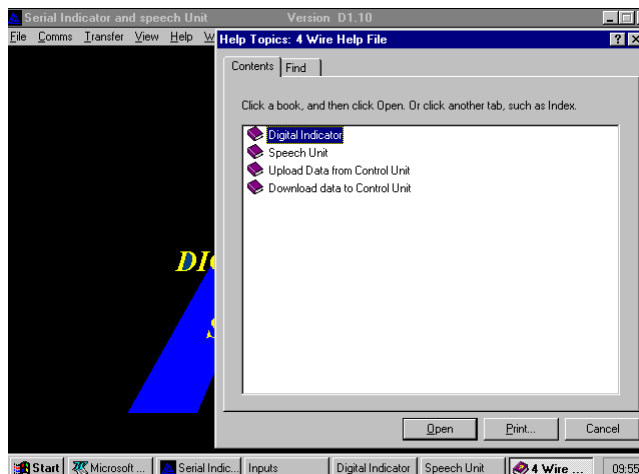 Serial Indicator and speech Unit Version D1.10
File Comms Transfer View Help W
Help Topics: 4 Wire Help File
Contents Find
Click a book, and then click Open. Or click another tab, such as Index.
Digital Indicator
Speech Unit
Upload Data from Control Unit
Download data to Control Unit
DI
S
Open Print... Cancel
Start Microsoft ... Serial Indic... Inputs Digital Indicator Speech Unit 4 Wire ... 09:59